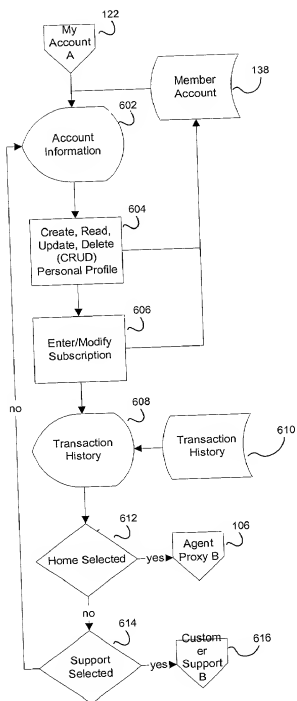 122
My
Account
A
Member
Account
138
602
Account
Information
604
Create, Read,
Update, Delete
(CRUD)
Personal Profile
606
Enter/Modify
Subscription
no
608
Transaction
History
Transaction
History
610
612
Home Selected
yes
Agent
Proxy B
106
no
614
Support
Selected
yes
Custom
er
Support
B
616